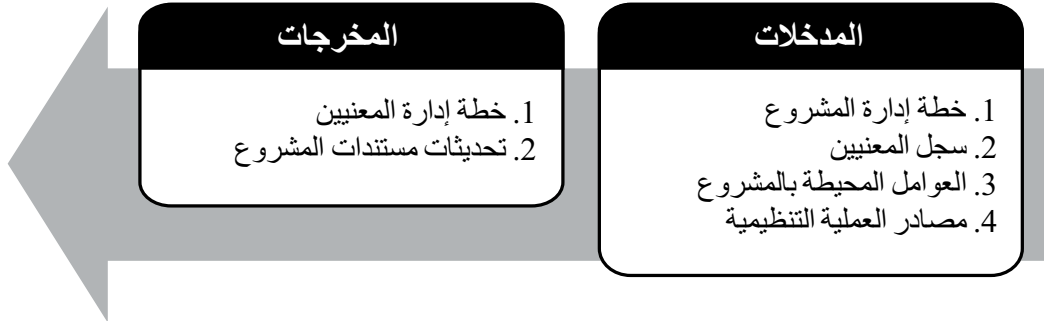 المدخلات
1. خطة إدارة المشروع
2. سجل المعنيين
3. العوامل المحيطة بالمشروع
4. مصادر العملية التنظيمية
المخرجات
1. خطة إدارة المعنيين
2. تحديثات مستندات المشروع